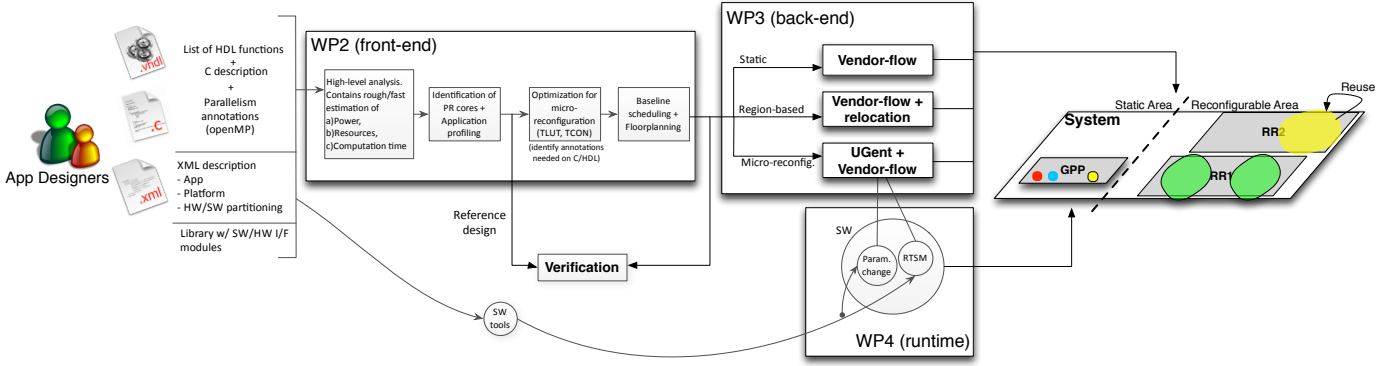 App Designers
.vhdl
.c
.xml
List of HDL functions
+
C description
+
Parallelism
annotations
(openMP)
XML description
- App
- Platform
- HW/SW partitioning
Library w/ SW/HW I/F
modules
WP2 (front-end)
High-level analysis.
Contains rough/fast
estimation of
a)Power,
b)Resources,
c)Computation time
Identification of
PR cores +
Application
profiling
Optimization for
micro-
reconfiguration
(TLUT, TCON)
(identify annotations
needed on C/HDL)
Baseline
scheduling +
Floorplanning
Reference
design
Verification
SW
tools
WP3 (back-end)
Static
Vendor-flow
Region-based
Vendor-flow +
relocation
Micro-reconfig.
UGent +
Vendor-flow
SW
Param.
change
RTSM
WP4 (runtime)
Static Area
Reconfigurable Area
Reuse
System
RR2
GPP
RR1